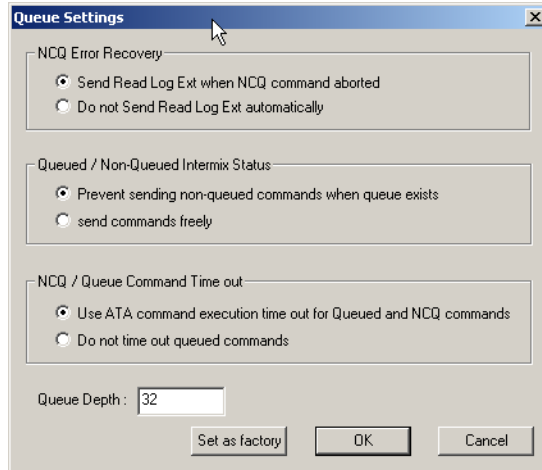 Queue Settings
NCQ Error Recovery
Send Read Log Ext when NCQ command aborted
Do not Send Read Log Ext automatically
Queued / Non-Queued Intermix Status
Prevent sending non-queued commands when queue exists
send commands freely
NCQ / Queue Command Time out
Use ATA command execution time out for Queued and NCQ commands
Do not time out queued commands
Queue Depth : 32
Set as factory OK Cancel